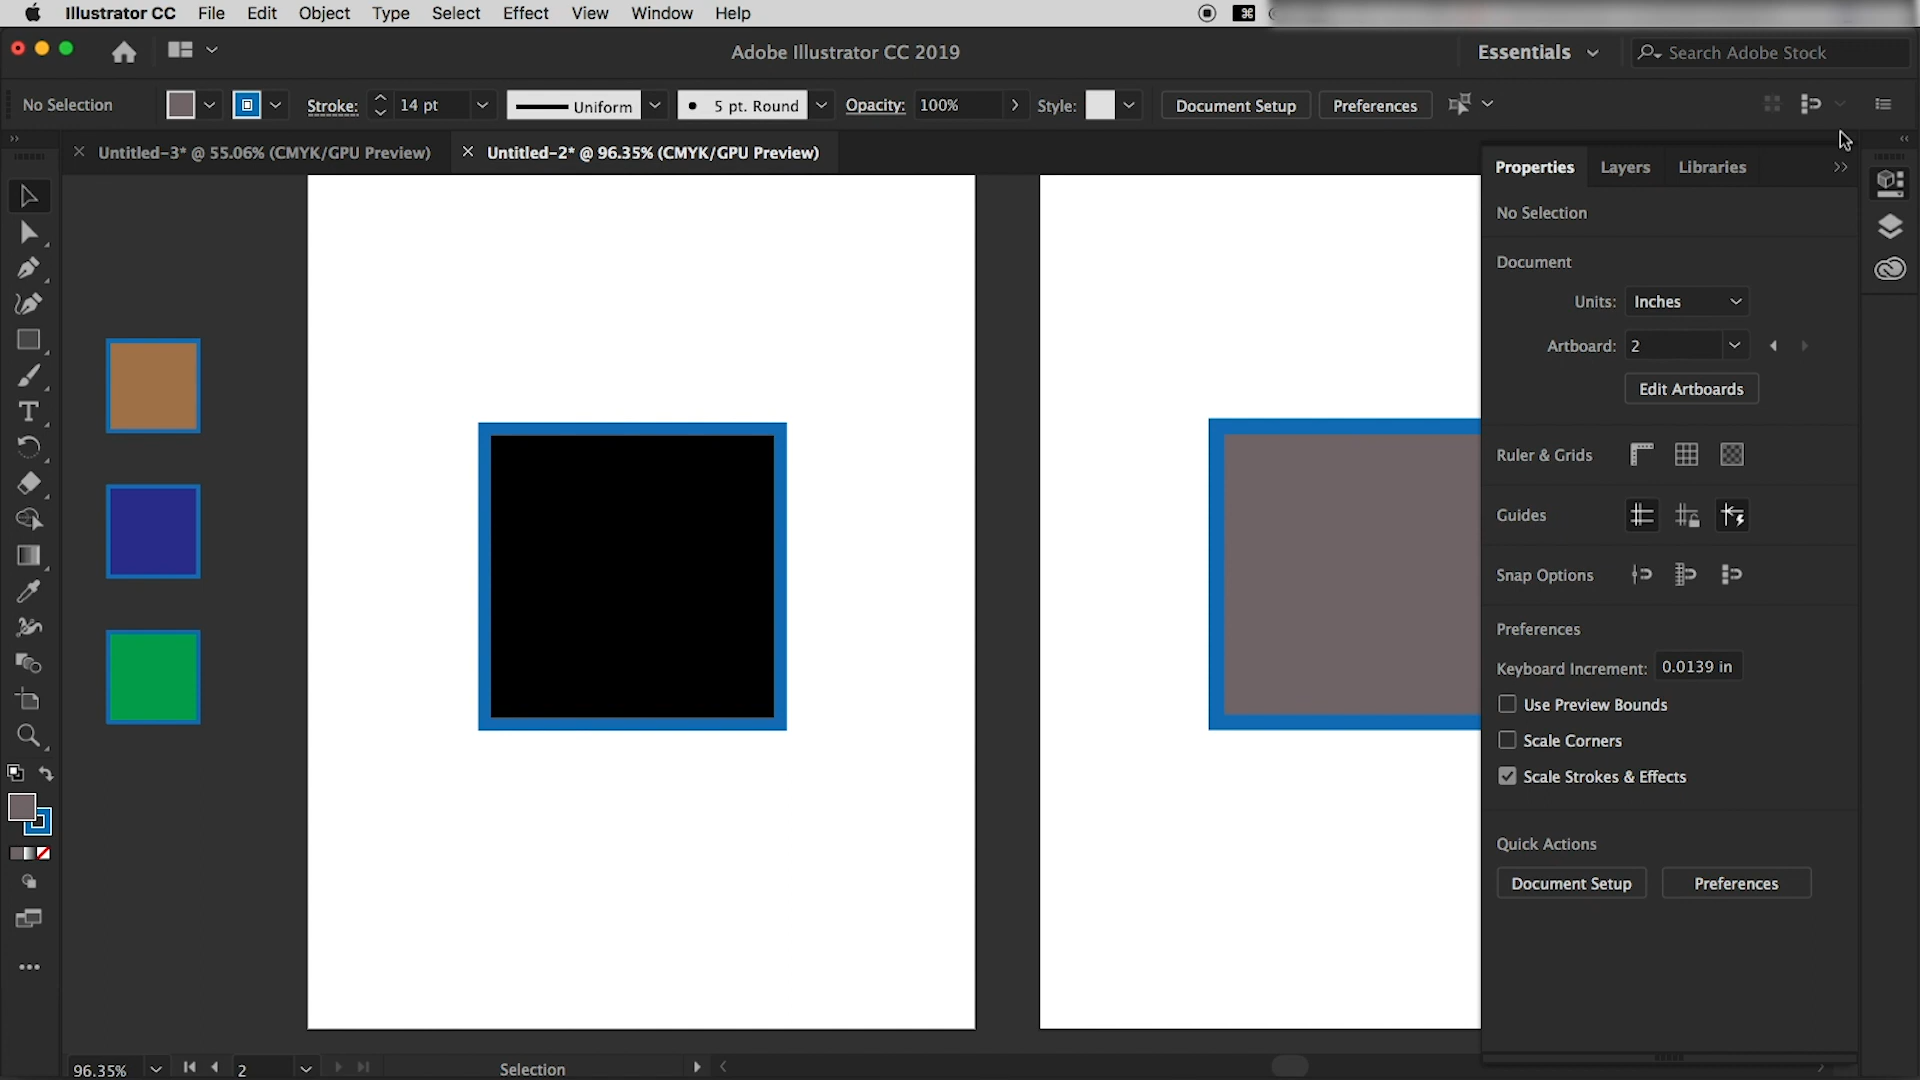 Illustrator CC File Edit Object Type Select Effect View Window Help
Adobe Illustrator CC 2019
Essentials
Search Adobe Stock
No Selection
Stroke: 14 pt
Uniform
5 pt. Round
Opacity: 100%
Style:
Document Setup
Preferences
Untitled-3* @ 55.06% (CMYK/GPU Preview)
Untitled-2* @ 96.35% (CMYK/GPU Preview)
Properties Layers Libraries
No Selection
Document
Units: Inches
Artboard: 2
Edit Artboards
Ruler & Grids
Guides
Snap Options
Preferences
Keyboard Increment: 0.0139 in
Use Preview Bounds
Scale Corners
Scale Strokes & Effects
Quick Actions
Document Setup Preferences
96.35% 2 Selection